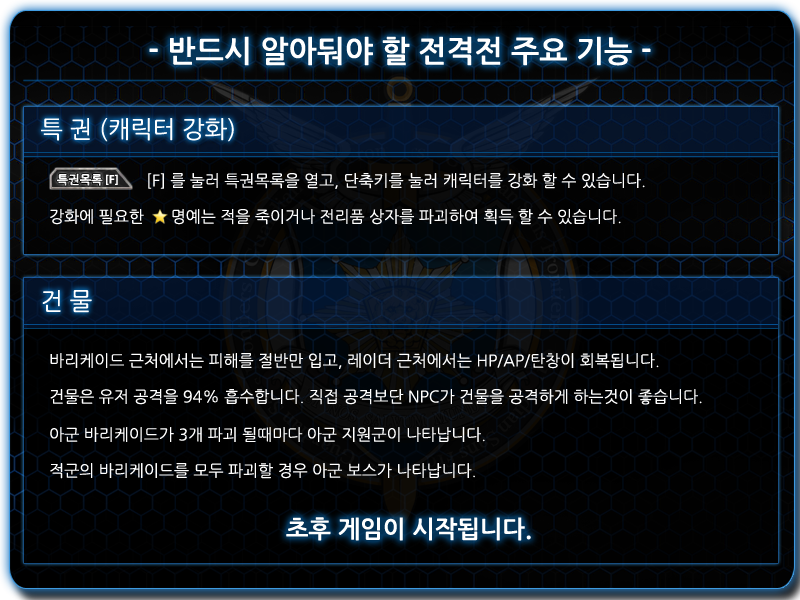 - 반드시 알아둬야 할 전격전 주요 기능 -
특 권 (캐릭터 강화)
특권목록 [F] [F] 를 눌러 특권목록을 열고, 단축키를 눌러 캐릭터를 강화 할 수 있습니다.
강화에 필요한 ★명예는 적을 죽이거나 전리품 상자를 파괴하여 획득 할 수 있습니다.
건 물
바리케이드 근처에서는 피해를 절반만 입고, 레이더 근처에서는 HP/AP/탄창이 회복됩니다.
건물은 유저 공격을 94% 흡수합니다. 직접 공격보단 NPC가 건물을 공격하게 하는것이 좋습니다.
아군 바리케이드가 3개 파괴 될때마다 아군 지원군이 나타납니다.
적군의 바리케이드를 모두 파괴할 경우 아군 보스가 나타납니다.
초후 게임이 시작됩니다.